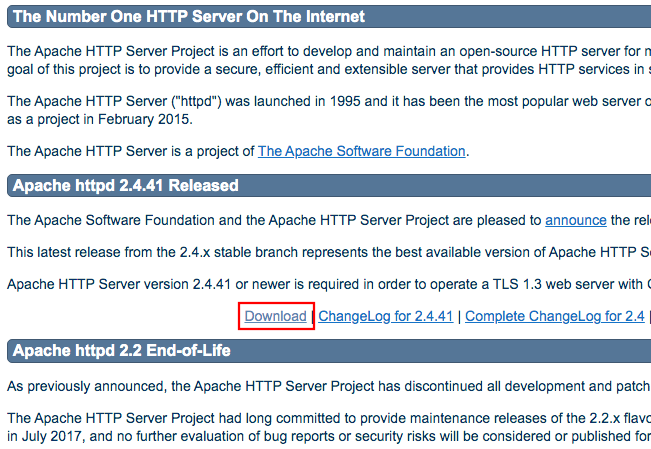 The Number One HTTP Server On The Internet
The Apache HTTP Server Project is an effort to develop and maintain an open-source HTTP server for
goal of this project is to provide a secure, efficient and extensible server that provides HTTP services in
The Apache HTTP Server ("httpd") was launched in 1995 and it has been the most popular web server
as a project in February 2015.
The Apache HTTP Server is a project of The Apache Software Foundation.
Apache httpd 2.4.41 Released
The Apache Software Foundation and the Apache HTTP Server Project are pleased to announce the
This latest release from the 2.4.x stable branch represents the best available version of Apache HTTP
Apache HTTP Server version 2.4.41 or newer is required in order to operate a TLS 1.3 web server with
Download | ChangeLog for 2.4.41 | Complete ChangeLog for 2.4 |
Apache httpd 2.2 End-of-Life
As previously announced, the Apache HTTP Server Project has discontinued all development and patch
The Apache HTTP Server Project had long committed to provide maintenance releases of the 2.2.x
in July 2017, and no further evaluation of bug reports or security risks will be considered or published for